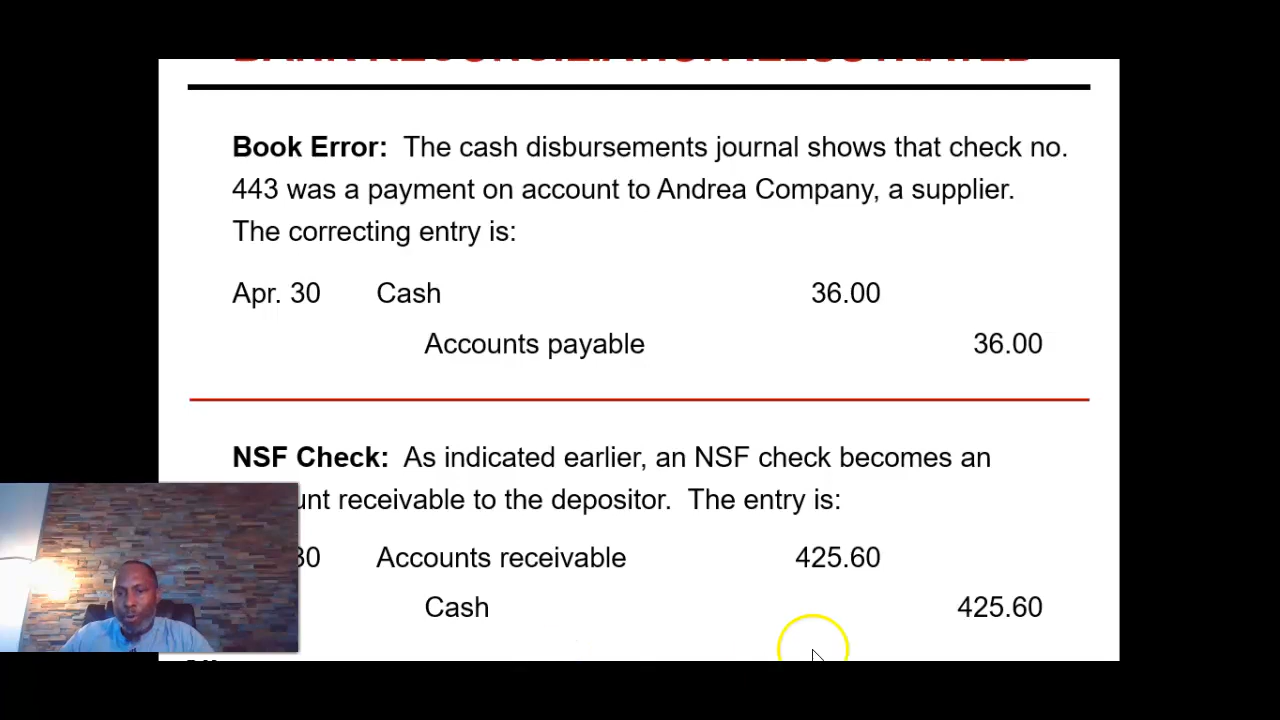 BANK RECONCILIATION ILLUSTRATED
Book Error: The cash disbursements journal shows that check no.
443 was a payment on account to Andrea Company, a supplier.
The correcting entry is:
Apr. 30 Cash 36.00
Accounts payable 36.00
NSF Check: As indicated earlier, an NSF check becomes an
unt receivable to the depositor. The entry is:
30 Accounts receivable 425.60
Cash 425.60